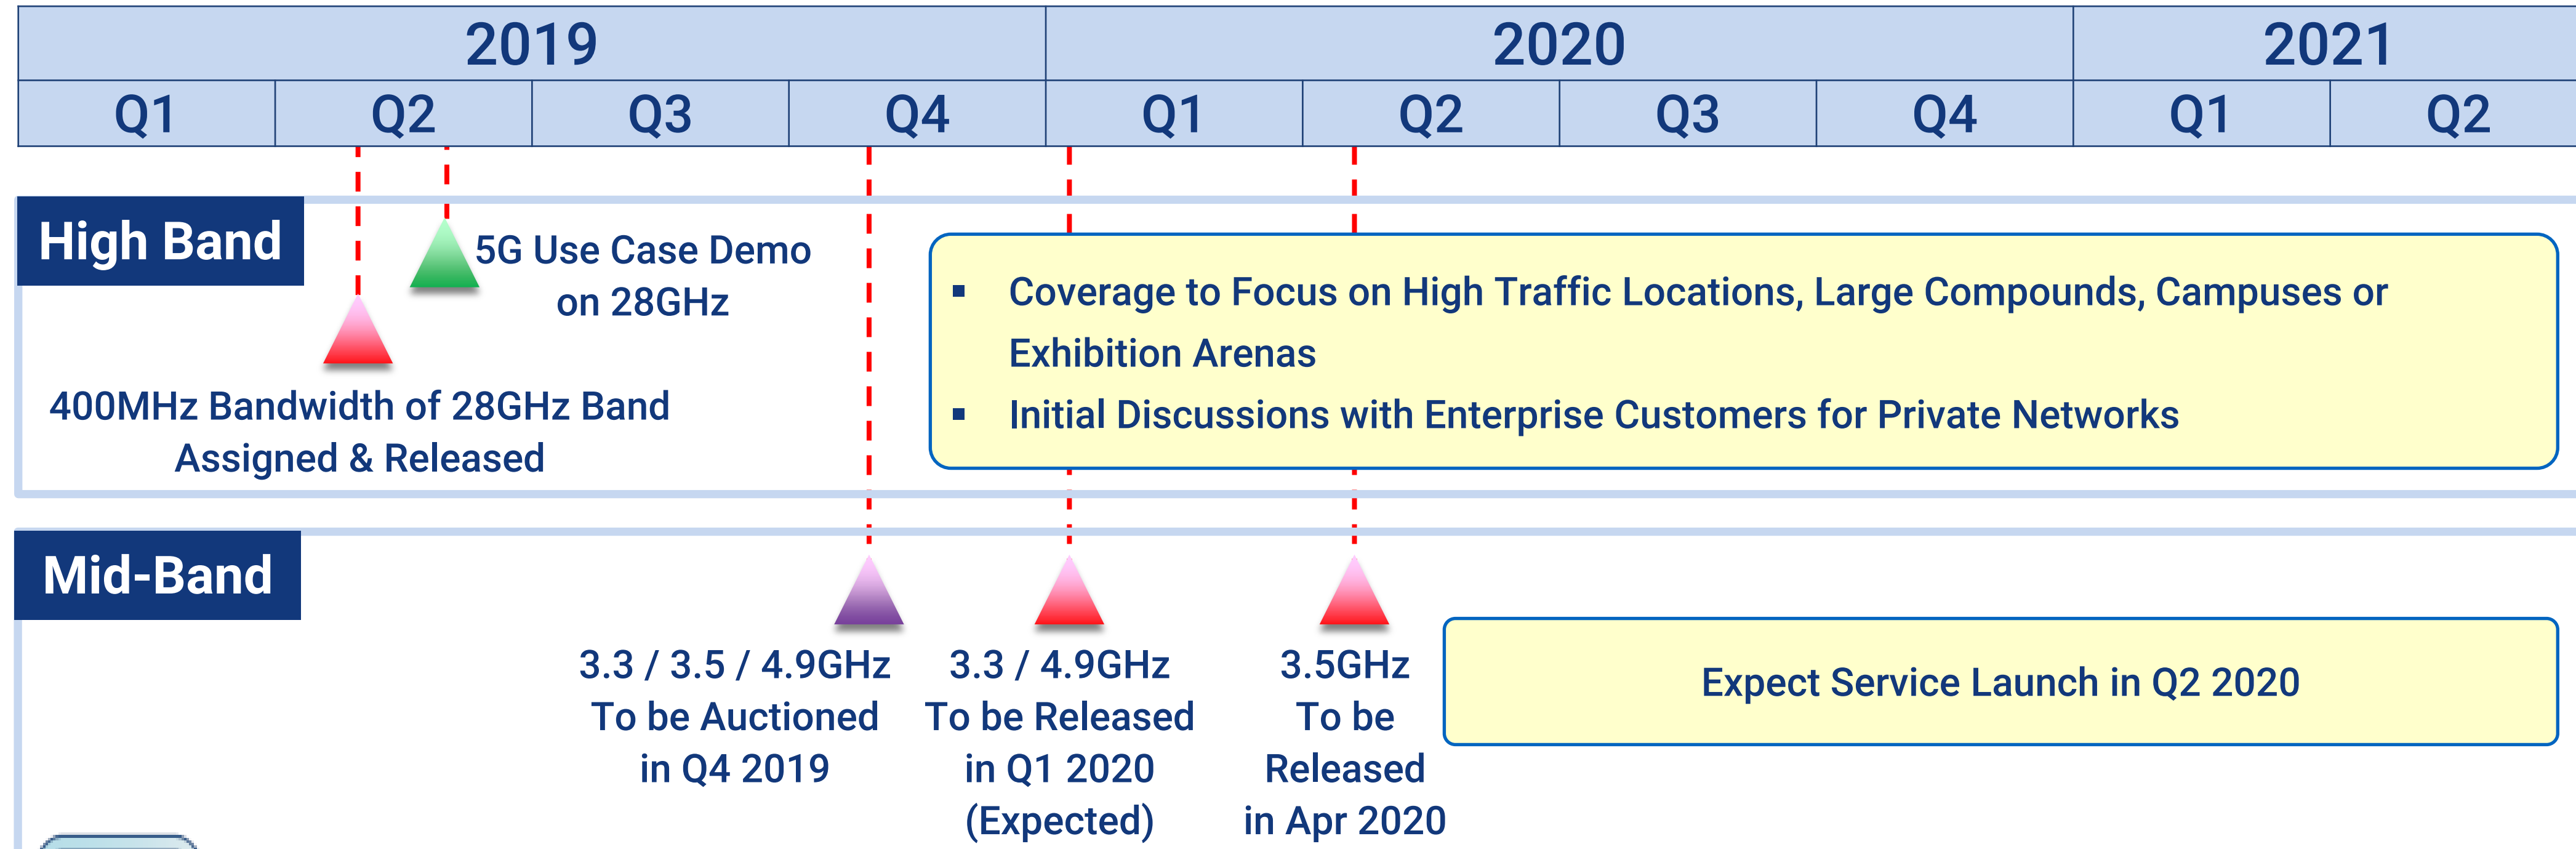 2019
2020
2021
Q1
Q2
Q3
Q4
Q1
Q2
Q3
Q4
Q1
Q2
High Band
5G Use Case Demo
on 28GHz
400MHz Bandwidth of 28GHz Band
Assigned & Released
▪ Coverage to Focus on High Traffic Locations, Large Compounds, Campuses or
Exhibition Arenas
▪ Initial Discussions with Enterprise Customers for Private Networks
Mid-Band
3.3 / 3.5 / 4.9GHz
To be Auctioned
in Q4 2019
3.3 / 4.9GHz
To be Released
in Q1 2020
(Expected)
3.5GHz
To be
Released
in Apr 2020
Expect Service Launch in Q2 2020